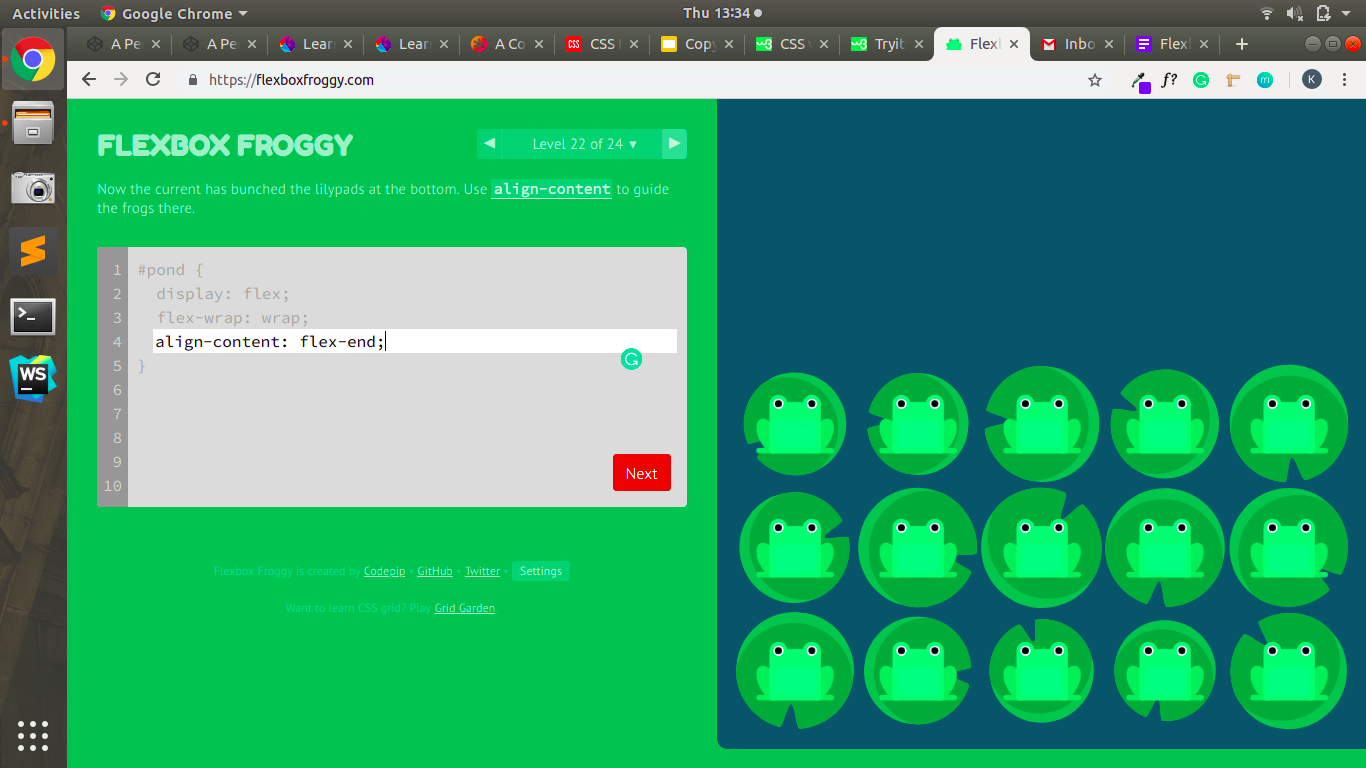 Activities Google Chrome ▾ Thu 13:34 ●
A Pe A Pe Lear Lear A Co CSS Copy CSS Tryit Flex Inbo Flex
https://flexboxfroggy.com f? m K
FLEXBOX FROGGY
◀ Level 22 of 24 ▾ ▶
Now the current has bunched the lilypads at the bottom. Use align-content to guide
the frogs there.
1 #pond {
2 display: flex;
3 flex-wrap: wrap;
4 align-content: flex-end;
5 }
6
7
8
9
10
Next
Flexbox Froggy is created by Codepip • GitHub • Twitter • Settings
Want to learn CSS grid? Play Grid Garden.
CSS
WS
>_